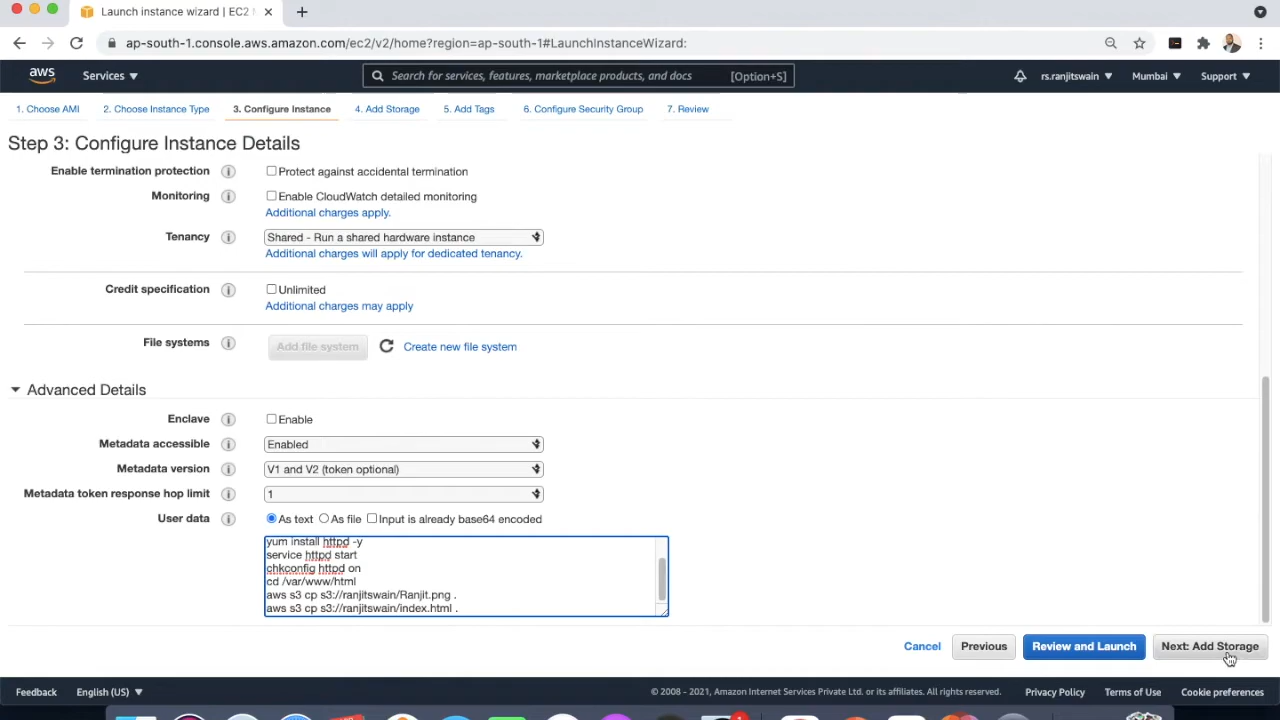 Launch instance wizard | EC2
ap-south-1.console.aws.amazon.com/ec2/v2/home?region=ap-south-1#LaunchInstanceWizard:
aws
Services
Search for services, features, marketplace products, and docs [Option+S]
rs.ranjitswain
Mumbai
Support
1. Choose AMI
2. Choose Instance Type
3. Configure Instance
4. Add Storage
5. Add Tags
6. Configure Security Group
7. Review
Step 3: Configure Instance Details
Enable termination protection
Protect against accidental termination
Monitoring
Enable CloudWatch detailed monitoring
Additional charges apply.
Tenancy
Shared - Run a shared hardware instance
Additional charges will apply for dedicated tenancy.
Credit specification
Unlimited
Additional charges may apply
File systems
Add file system
Create new file system
Advanced Details
Enclave
Enable
Metadata accessible
Enabled
Metadata version
V1 and V2 (token optional)
Metadata token response hop limit
1
User data
As text
As file
Input is already base64 encoded
yum install httpd -y
service httpd start
chkconfig httpd on
cd /var/www/html
aws s3 cp s3://ranjitswain/Ranjit.png .
aws s3 cp s3://ranjitswain/index.html .
Cancel
Previous
Review and Launch
Next: Add Storage
Feedback
English (US)
© 2008 - 2021, Amazon Internet Services Private Ltd. or its affiliates. All rights reserved.
Privacy Policy
Terms of Use
Cookie preferences